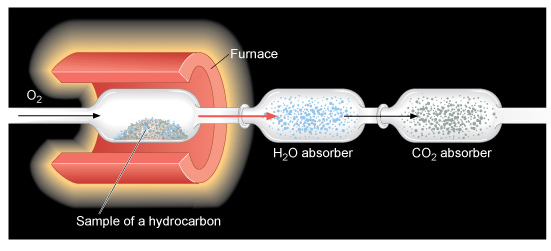 Furnace
O2
H2O absorber
CO2 absorber
Sample of a hydrocarbon